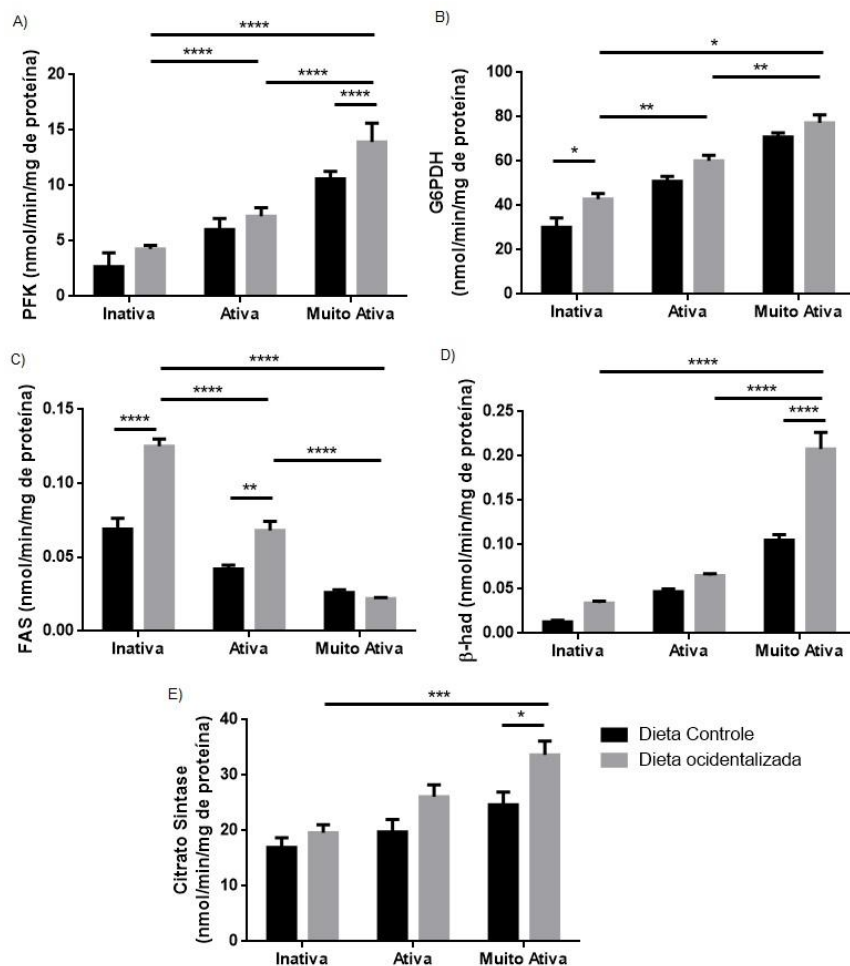 A)
****
****
****
****
PFK (nmol/min/mg de proteína)
20
15
10
5
0
Inativa
Ativa
Muito Ativa
B)
*
**
**
*
G6PDH
(nmol/min/mg de proteína)
100
80
60
40
20
0
Inativa
Ativa
Muito Ativa
C)
****
****
****
****
**
FAS (nmol/min/mg de proteína)
0.15
0.10
0.05
0.00
Inativa
Ativa
Muito Ativa
D)
****
****
****
β-had (nmol/min/mg de proteína)
0.25
0.20
0.15
0.10
0.05
0.00
Inativa
Ativa
Muito Ativa
E)
***
*
Citrato Sintase
(nmol/min/mg de proteína)
40
30
20
10
0
Inativa
Ativa
Muito Ativa
Dieta Controle
Dieta ocidentalizada